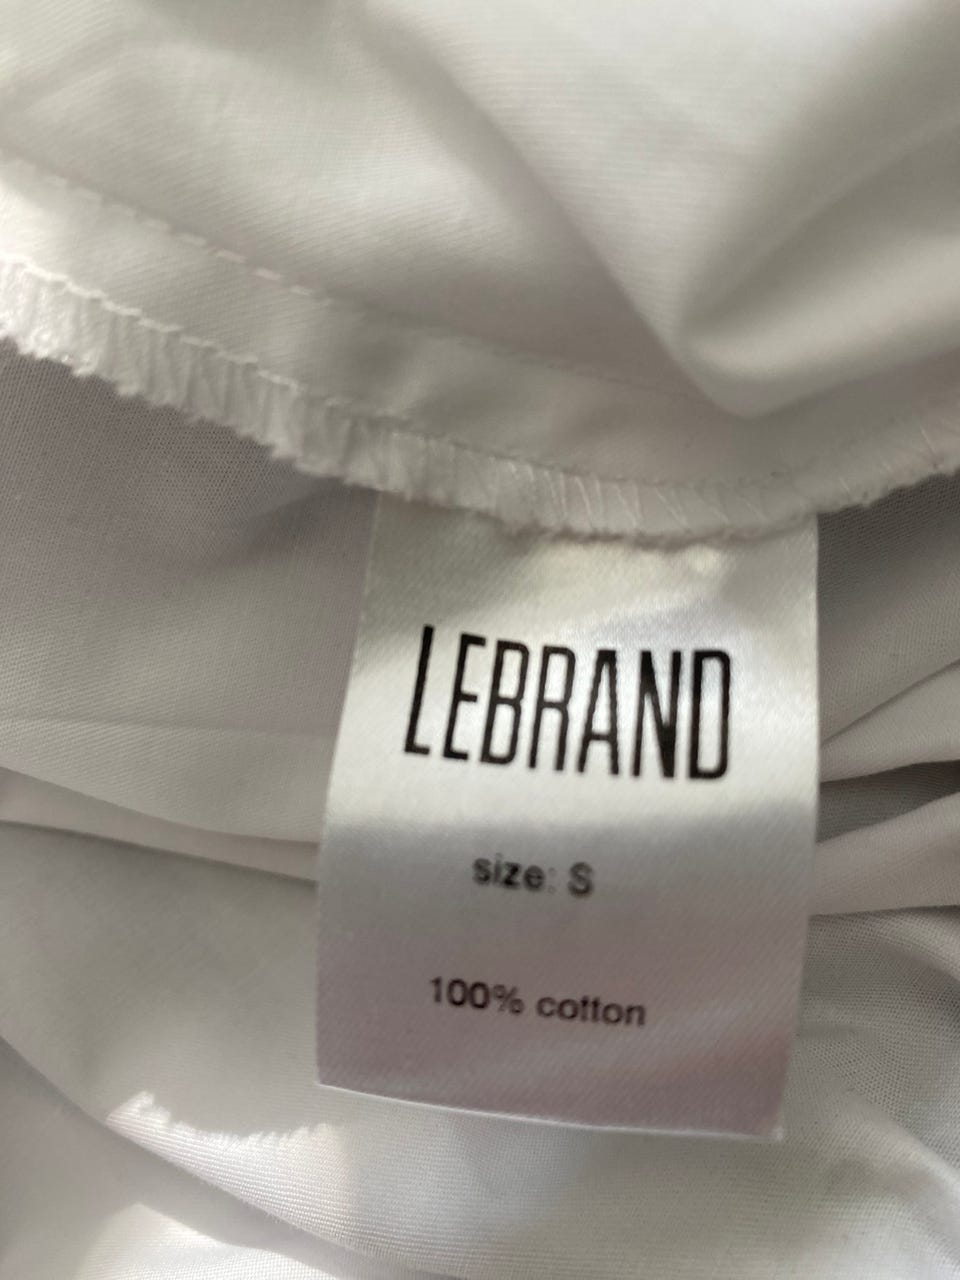 LEBRAND
size: S
100% cotton